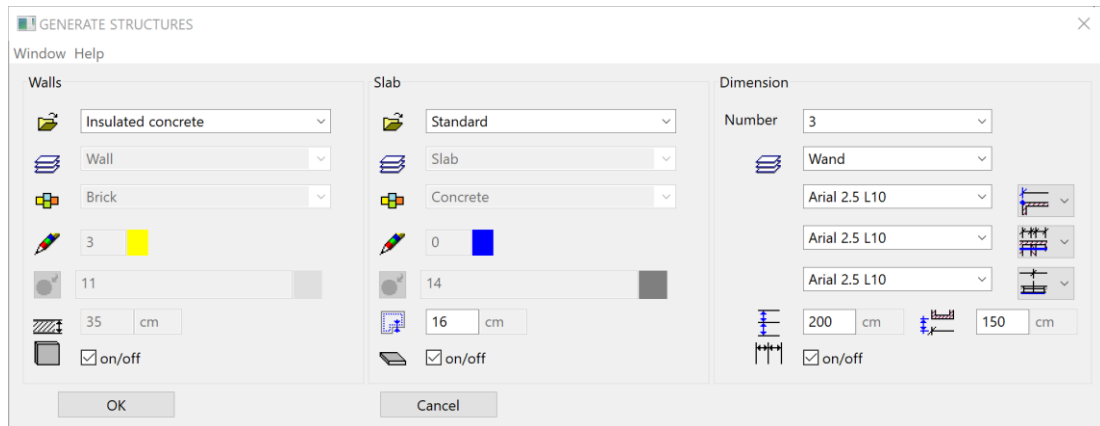 GENERATE STRUCTURES
Window Help
Walls
Insulated concrete
Wall
Brick
3
11
35 cm
on/off
Slab
Standard
Slab
Concrete
0
14
16 cm
on/off
Dimension
Number 3
Wand
Arial 2.5 L10
Arial 2.5 L10
Arial 2.5 L10
200 cm 150 cm
on/off
OK Cancel